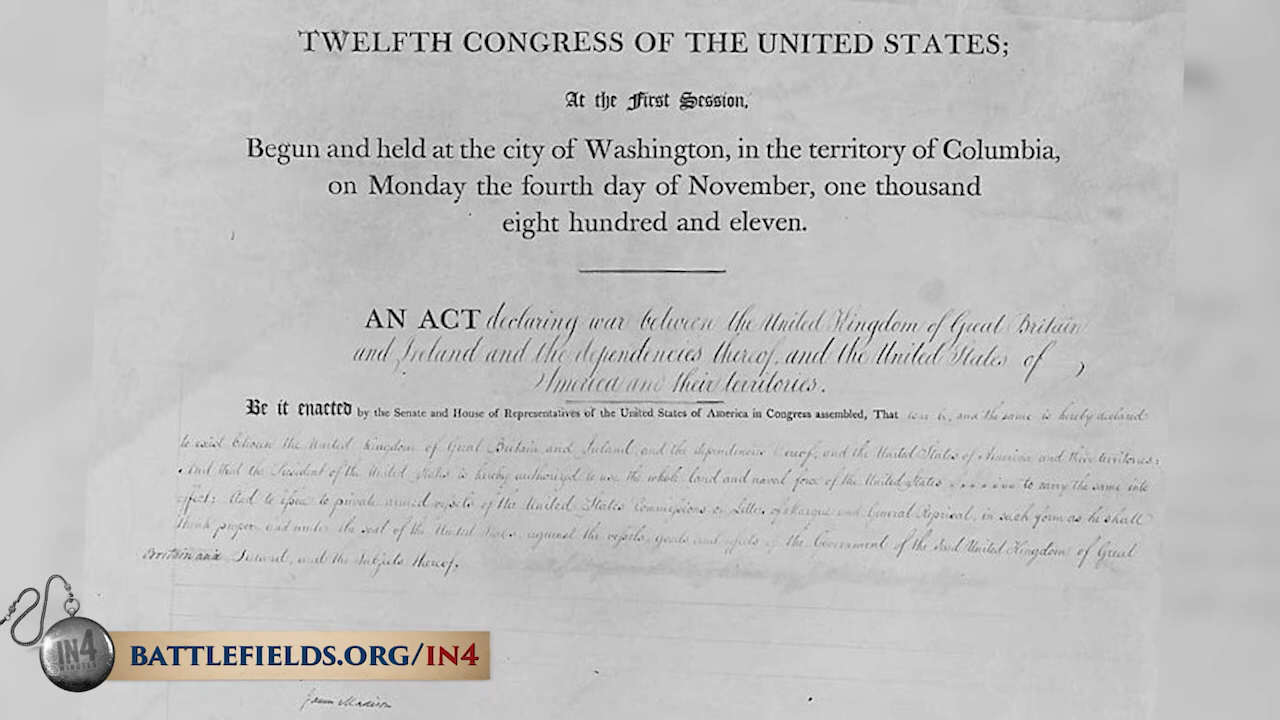 TWELFTH CONGRESS OF THE UNITED STATES;
At the First Session,
Begun and held at the city of Washington, in the territory of Columbia,
on Monday the fourth day of November, one thousand
eight hundred and eleven.
AN ACT declaring war between the United Kingdom of Great Britain
and Ireland and the dependencies thereof, and the United States of
America and their territories.
Be it enacted by the Senate and House of Representatives of the United States of America in Congress assembled, That war be, and the same is hereby declared
to exist between the United Kingdom of Great Britain and Ireland, and the dependencies thereof, and the United States of America and their territories;
And that the President of the United States is hereby authorized to use the whole land and naval force of the United States to carry the same into
effect; And to issue to private armed vessels of the United States Commissions or Letters of Marque and General Reprisal, in such form as he shall
think proper and under the seal of the United States, against the vessels, goods and effects of the Government of the said United Kingdom of Great
Britain and Ireland, and the Subjects thereof.
IN4
MINUTES
BATTLEFIELDS.ORG/IN4
James Madison